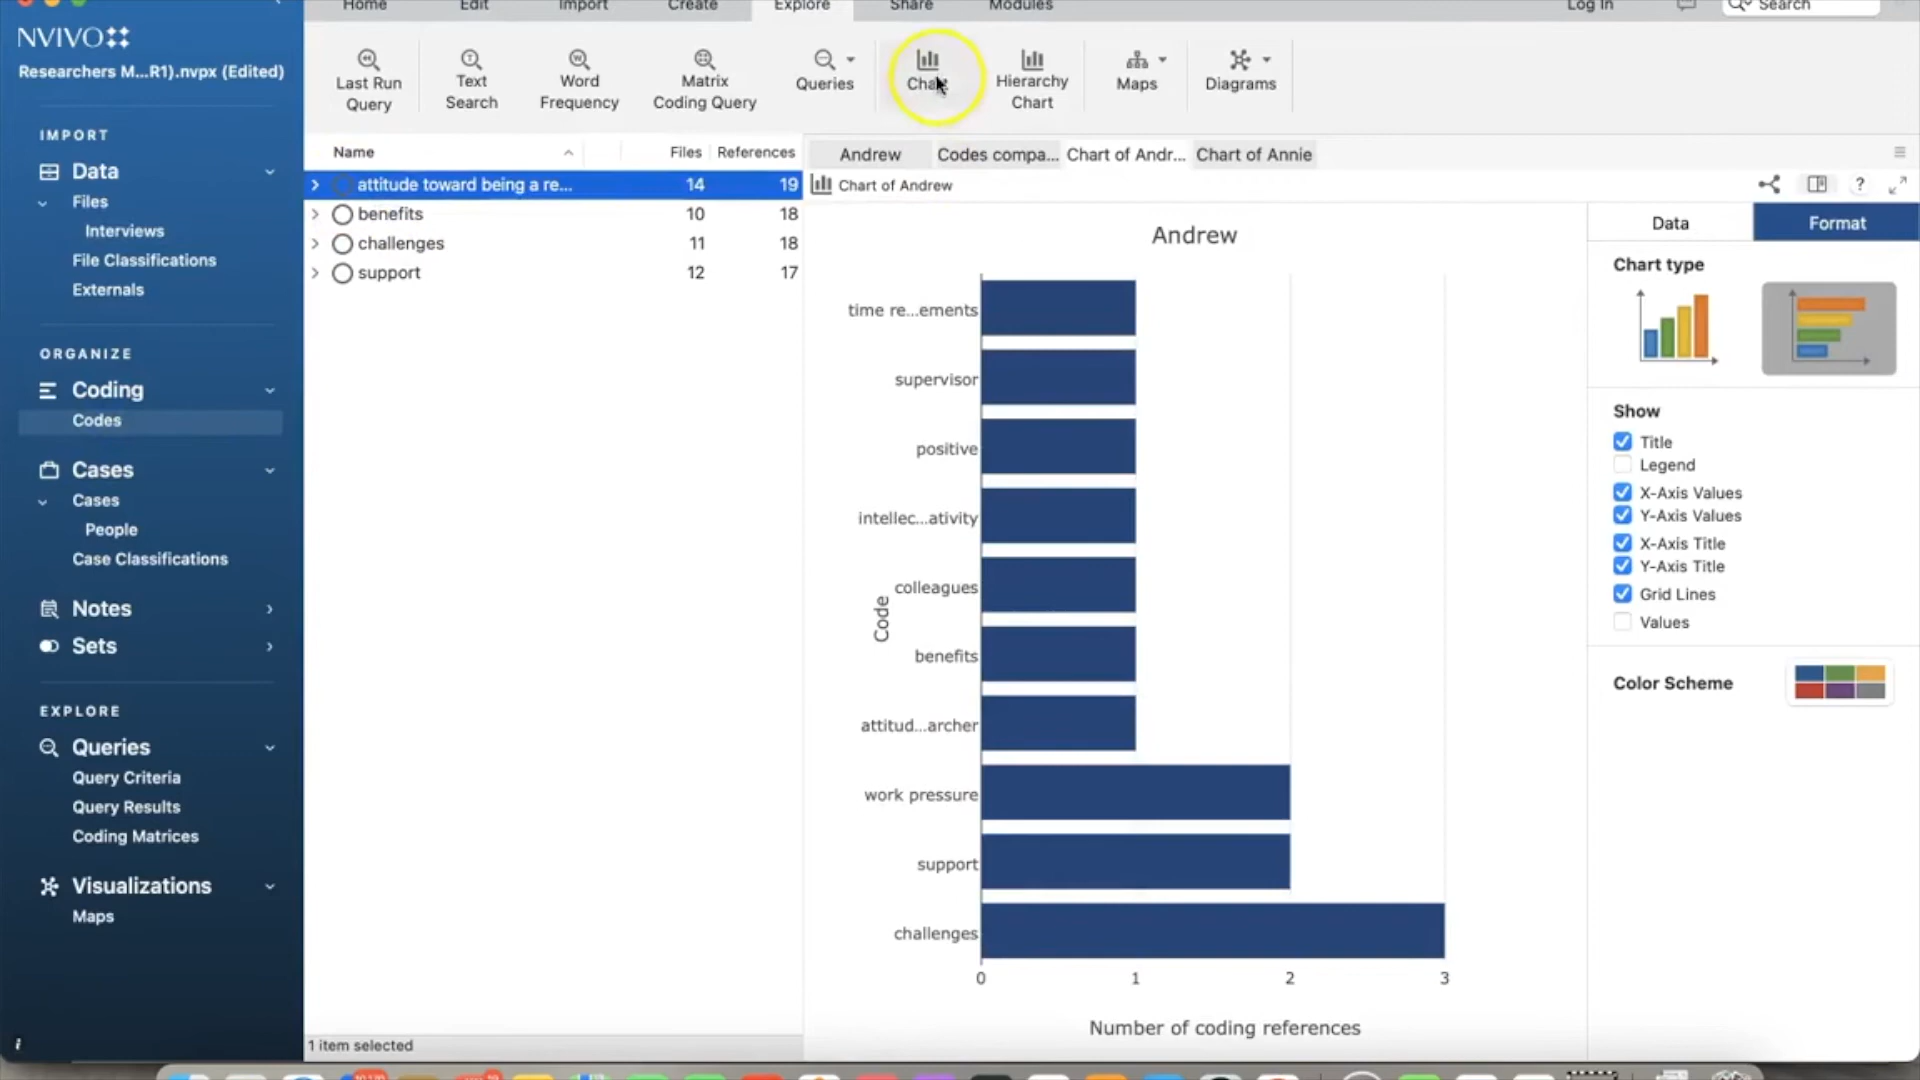 Home Edit Import Create Explore Share Modules Log In Search
NVIVO
Researchers M...R1).nvpx (Edited)
Last Run Query
Text Search
Word Frequency
Matrix Coding Query
Queries
Chart
Hierarchy Chart
Maps
Diagrams
IMPORT
Data
Files
Interviews
File Classifications
Externals
ORGANIZE
Coding
Codes
Cases
Cases
People
Case Classifications
Notes
Sets
EXPLORE
Queries
Query Criteria
Query Results
Coding Matrices
Visualizations
Maps
Name Files References
attitude toward being a re... 14 19
benefits 10 18
challenges 11 18
support 12 17
1 item selected
Andrew Codes compa... Chart of Andr... Chart of Annie
Chart of Andrew
?
Andrew
time re...ements
supervisor
positive
intellec...ativity
colleagues
Code
benefits
attitud...archer
work pressure
support
challenges
0 1 2 3
Number of coding references
Data Format
Chart type
Show
Title
Legend
X-Axis Values
Y-Axis Values
X-Axis Title
Y-Axis Title
Grid Lines
Values
Color Scheme
i